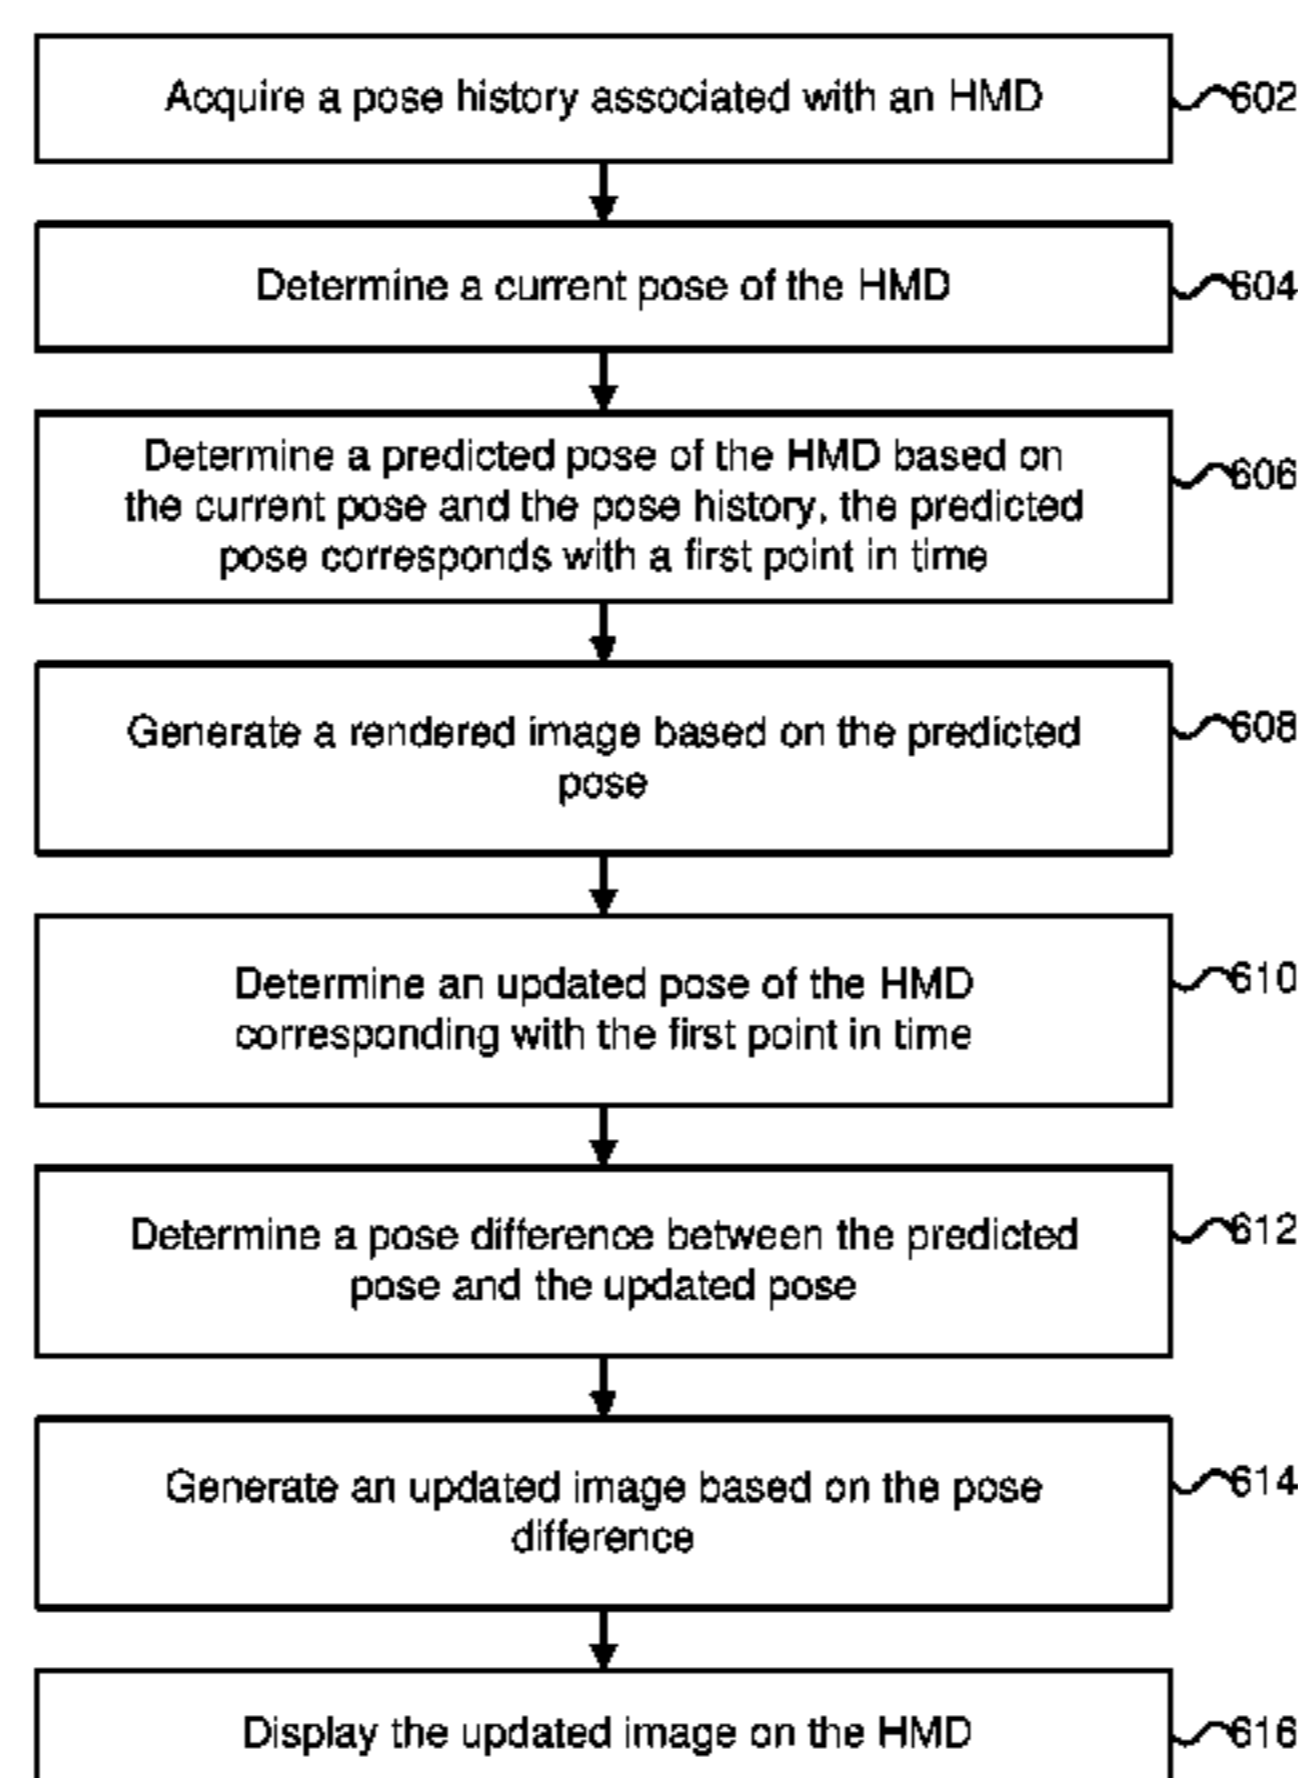 Acquire a pose history associated with an HMD
602
Determine a current pose of the HMD
604
Determine a predicted pose of the HMD based on
the current pose and the pose history, the predicted
pose corresponds with a first point in time
606
Generate a rendered image based on the predicted
pose
608
Determine an updated pose of the HMD
corresponding with the first point in time
610
Determine a pose difference between the predicted
pose and the updated pose
612
Generate an updated image based on the pose
difference
614
Display the updated image on the HMD
616